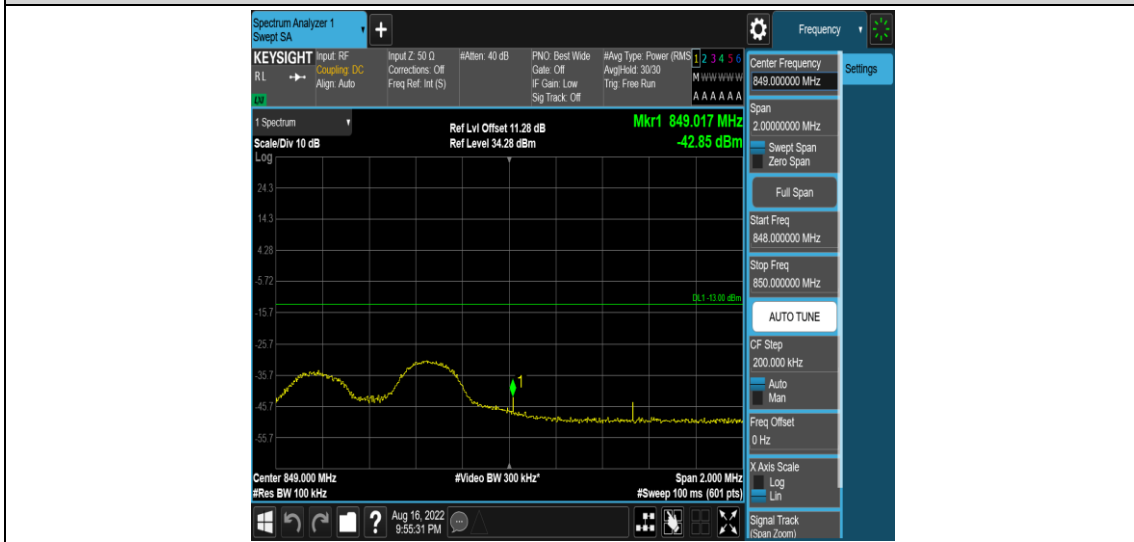 Spectrum Analyzer 1
Swept SA
+
Frequency
KEYSIGHT
RL
LNI
Input: RF
Coupling: DC
Align: Auto
Input Z: 50 Ω
Corrections: Off
Freq Ref: Int (S)
#Atten: 40 dB
PNO: Best Wide
Gate: Off
IF Gain: Low
Sig Track: Off
#Avg Type: Power (RMS
Avg|Hold: 30/30
Trig: Free Run
1 2 3 4 5 6
M W W W W W
A A A A A A
Center Frequency
849.000000 MHz
Settings
Span
2.00000000 MHz
Swept Span
Zero Span
Full Span
Start Freq
848.000000 MHz
Stop Freq
850.000000 MHz
AUTO TUNE
CF Step
200.000 kHz
Auto
Man
Freq Offset
0 Hz
X Axis Scale
Log
Lin
Signal Track
(Span Zoom)
1 Spectrum
Scale/Div 10 dB
Log
Ref Lvl Offset 11.28 dB
Ref Level 34.28 dBm
Mkr1 849.017 MHz
-42.85 dBm
24.3
14.3
4.28
-5.72
DL1 -13.00 dBm
-15.7
-25.7
-35.7
1
-45.7
-55.7
Center 849.000 MHz
#Res BW 100 kHz
#Video BW 300 kHz*
Span 2.000 MHz
#Sweep 100 ms (601 pts)
?
Aug 16, 2022
9:55:31 PM